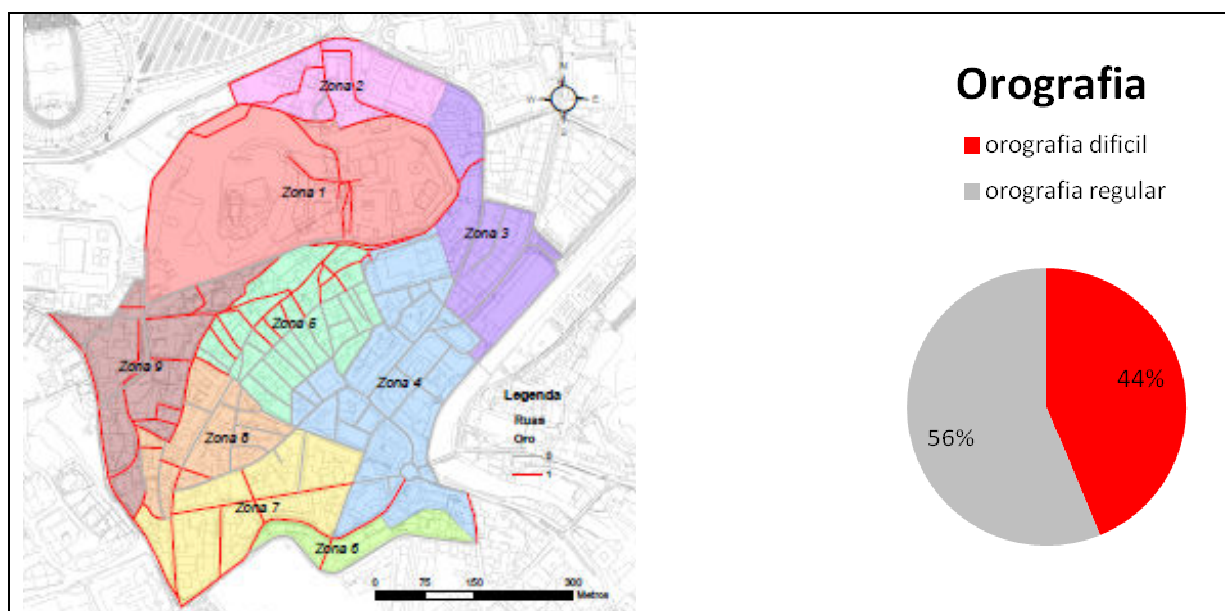 Zona 2
N
W E
S
Zona 1
Zona 3
Zona 5
Zona 9
Zona 4
Legenda
Ruas
Oro
0
1
Zona 8
Zona 7
Zona 6
0 75 150 300
Metros
Orografia
orografia dificil
orografia regular
44%
56%